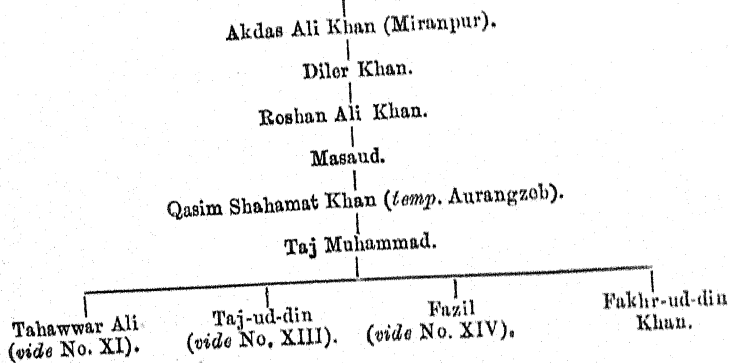 Akdas Ali Khan (Miranpur).
Diler Khan.
Roshan Ali Khan.
Masaud.
Qasim Shahamat Khan (temp. Aurangzeb).
Taj Muhammad.
Tahawwar Ali
(vide No. XI).
Taj-ud-din
(vide No. XIII).
Fazil
(vide No. XIV).
Fakhr-ud-din
Khan.